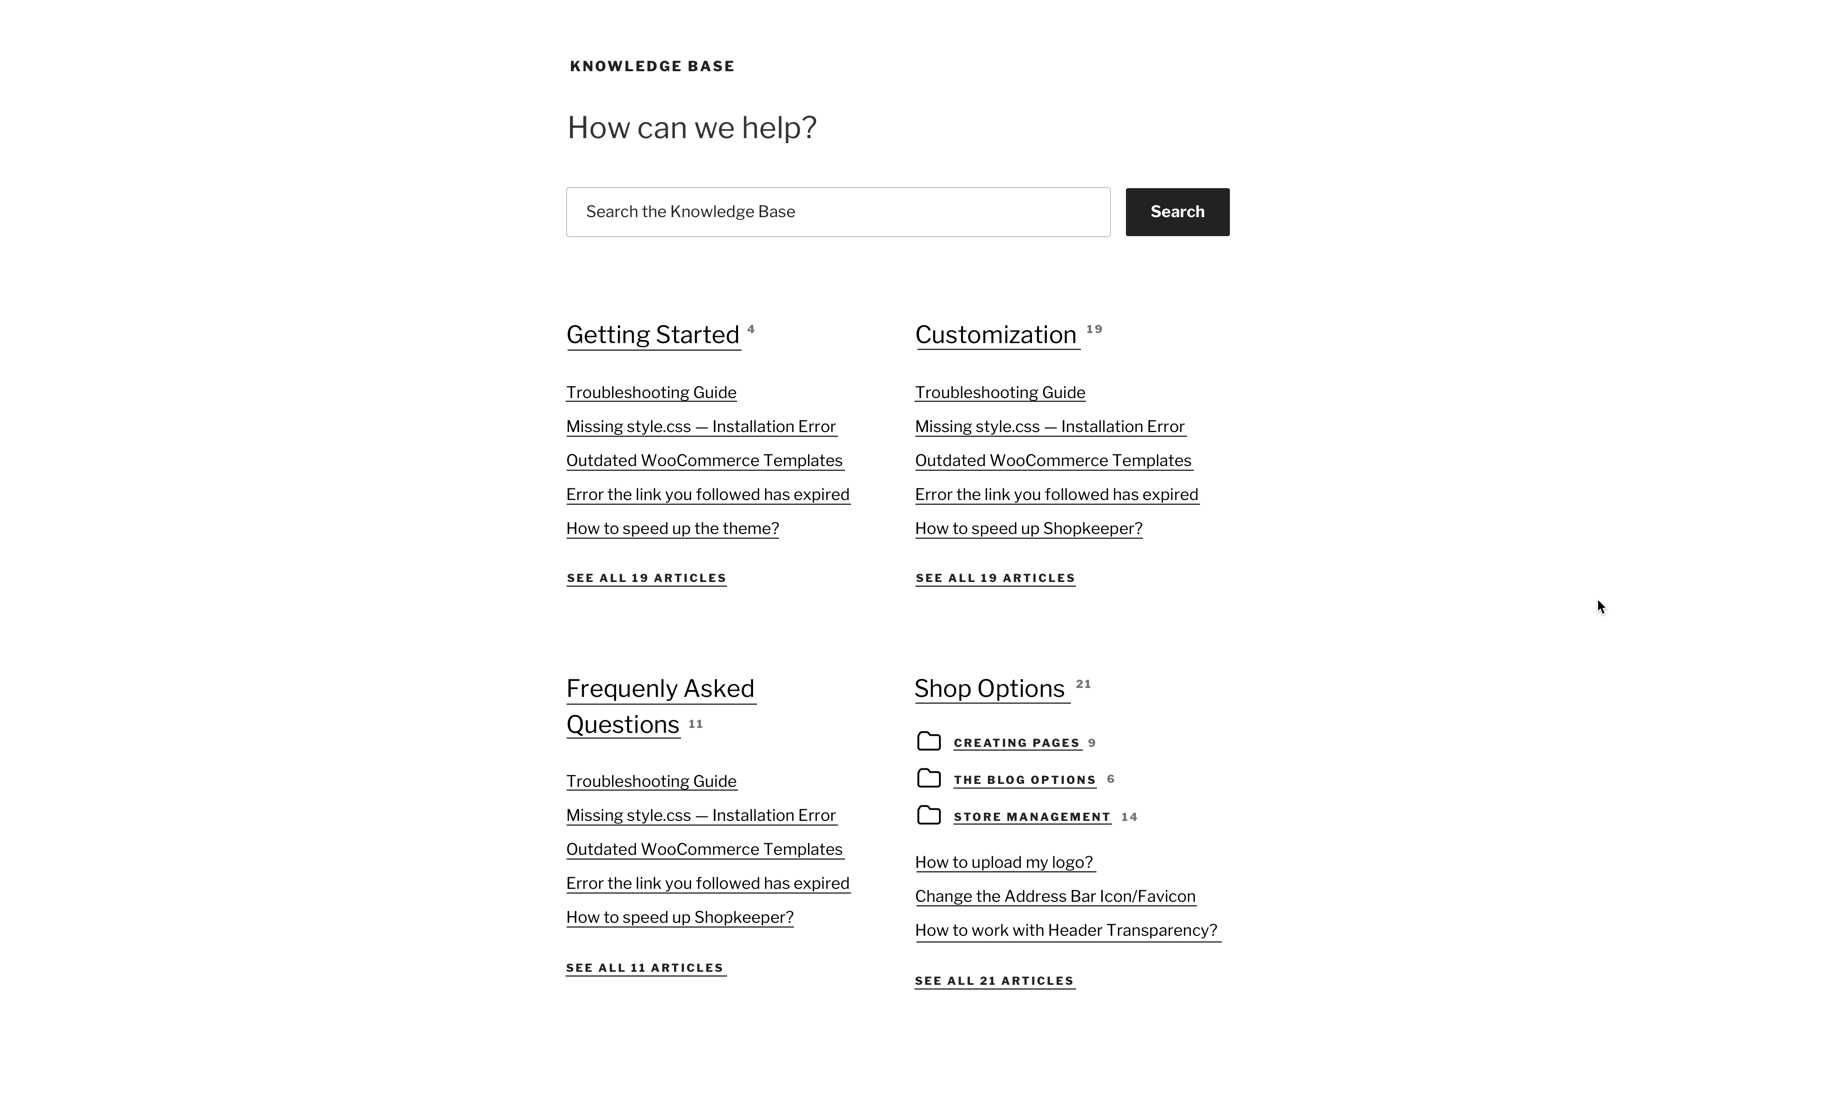 KNOWLEDGE BASE
How can we help?
Search the Knowledge Base
Search
Getting Started 4
Troubleshooting Guide
Missing style.css — Installation Error
Outdated WooCommerce Templates
Error the link you followed has expired
How to speed up the theme?
SEE ALL 19 ARTICLES
Customization 19
Troubleshooting Guide
Missing style.css — Installation Error
Outdated WooCommerce Templates
Error the link you followed has expired
How to speed up Shopkeeper?
SEE ALL 19 ARTICLES
Frequenly Asked
Questions 11
Troubleshooting Guide
Missing style.css — Installation Error
Outdated WooCommerce Templates
Error the link you followed has expired
How to speed up Shopkeeper?
SEE ALL 11 ARTICLES
Shop Options 21
CREATING PAGES 9
THE BLOG OPTIONS 6
STORE MANAGEMENT 14
How to upload my logo?
Change the Address Bar Icon/Favicon
How to work with Header Transparency?
SEE ALL 21 ARTICLES